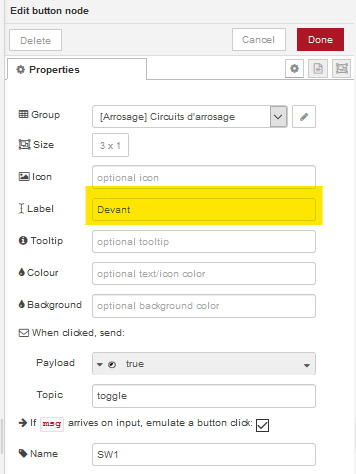 Edit button node
Delete
Cancel
Done
Properties
Group
[Arrosage] Circuits d'arrosage
Size
3 x 1
Icon
optional icon
Label
Devant
Tooltip
optional tooltip
Colour
optional text/icon color
Background
optional background color
When clicked, send:
Payload
true
Topic
toggle
If msg arrives on input, emulate a button click:
Name
SW1